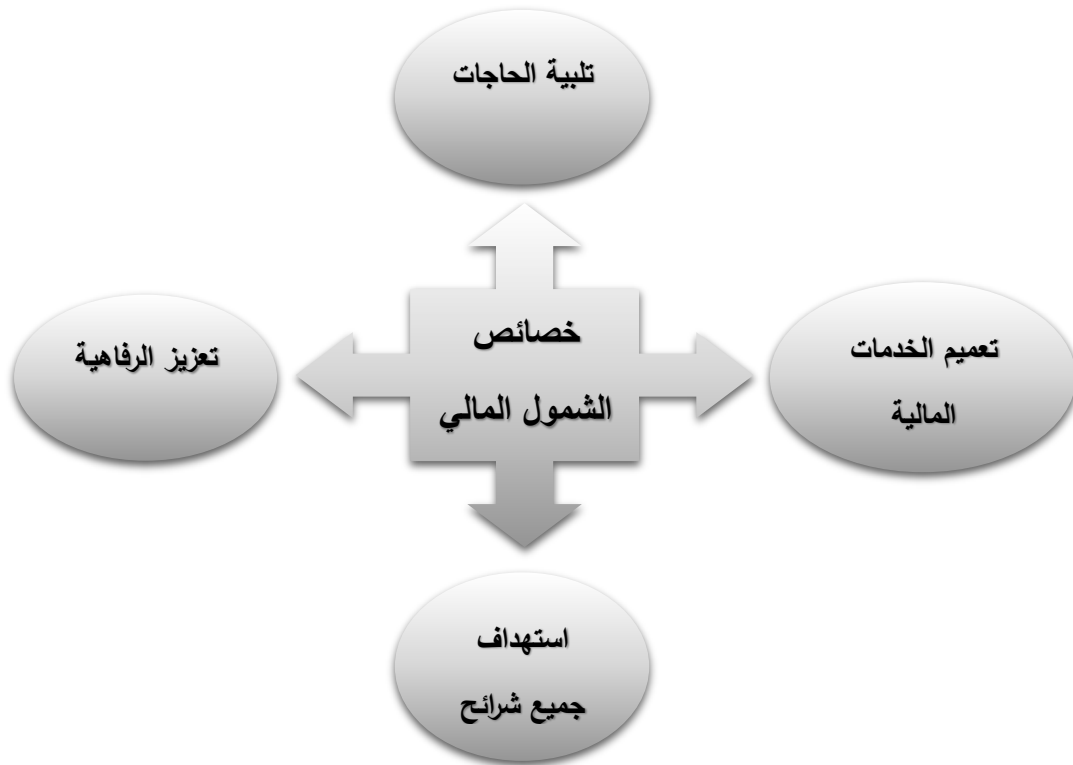 تلبية الحاجات
خصائص
الشمول المالي
تعميم الخدمات
المالية
تعزيز الرفاهية
استهداف
جميع شرائح